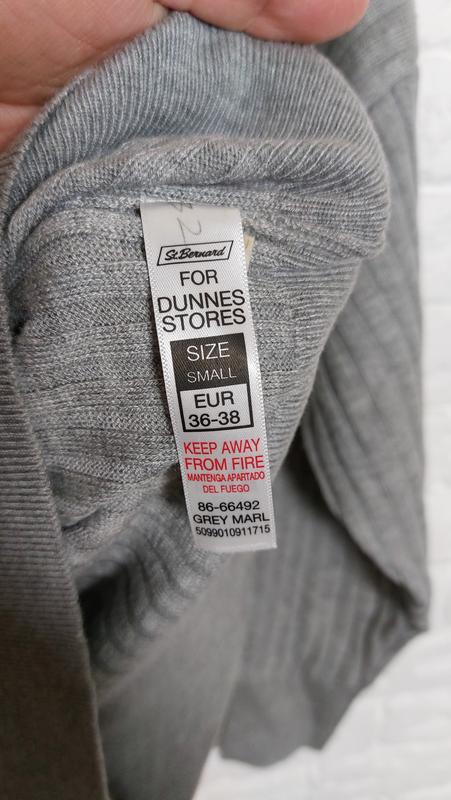 St.Bernard
FOR
DUNNES
STORES
SIZE
SMALL
EUR
36-38
KEEP AWAY
FROM FIRE
MANTENGA APARTADO
DEL FUEGO
86-66492
GREY MARL
5099010911715